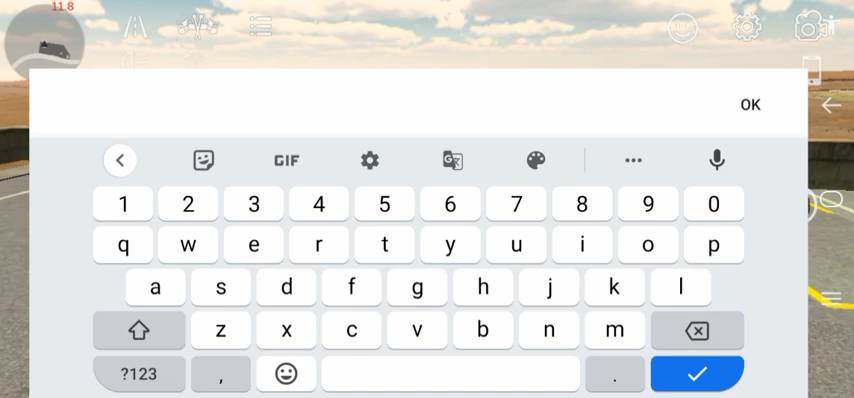 11.8
OK
GIF
1 2 3 4 5 6 7 8 9 0
q w e r t y u i o p
a s d f g h j k l
z x c v b n m
?123 , .